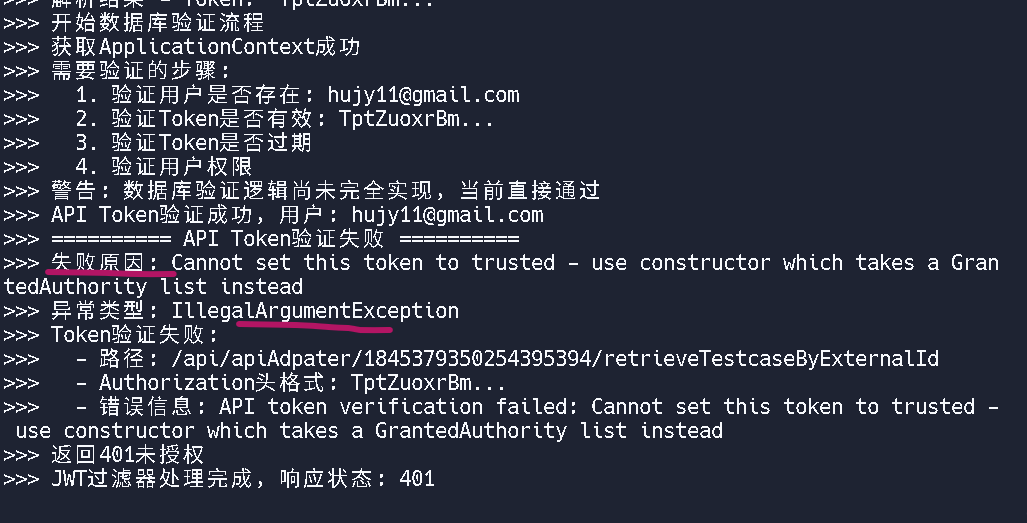 >>> 解析结果 - Token: TptZuoxrBm...
>>> 开始数据库验证流程
>>> 获取ApplicationContext成功
>>> 需要验证的步骤:
>>>   1. 验证用户是否存在: hujy11@gmail.com
>>>   2. 验证Token是否有效: TptZuoxrBm...
>>>   3. 验证Token是否过期
>>>   4. 验证用户权限
>>> 警告: 数据库验证逻辑尚未完全实现, 当前直接通过
>>> API Token验证成功, 用户: hujy11@gmail.com
>>> ========== API Token验证失败 ==========
>>> 失败原因: Cannot set this token to trusted - use constructor which takes a Gran
tedAuthority list instead
>>> 异常类型: IllegalArgumentException
>>> Token验证失败:
>>>   - 路径: /api/apiAdpater/1845379350254395394/retrieveTestcaseByExternalId
>>>   - Authorization头格式: TptZuoxrBm...
>>>   - 错误信息: API token verification failed: Cannot set this token to trusted -
 use constructor which takes a GrantedAuthority list instead
>>> 返回401未授权
>>> JWT过滤器处理完成, 响应状态: 401